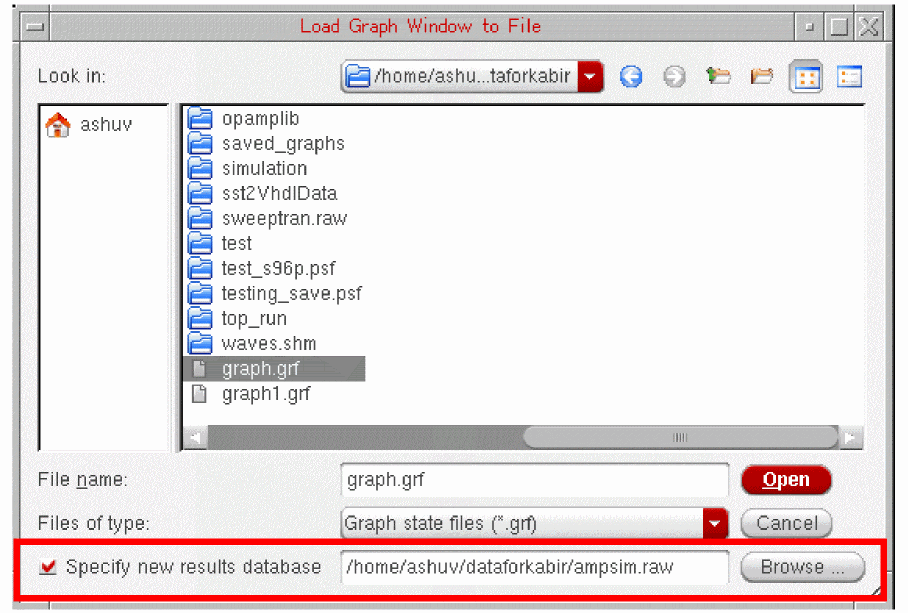 Load Graph Window to File
Look in:
/home/ashu...taforkabir
ashuv
opamplib
saved_graphs
simulation
sst2VhdlData
sweeptran.raw
test
test_s96p.psf
testing_save.psf
top_run
waves.shm
graph.grf
graph1.grf
File name:
graph.grf
Open
Files of type:
Graph state files (*.grf)
Cancel
Specify new results database
/home/ashuv/dataforkabir/ampsim.raw
Browse ...